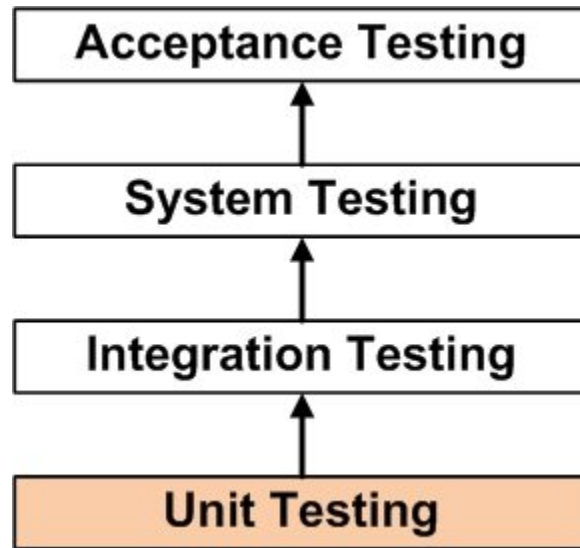 Acceptance Testing
System Testing
Integration Testing
Unit Testing